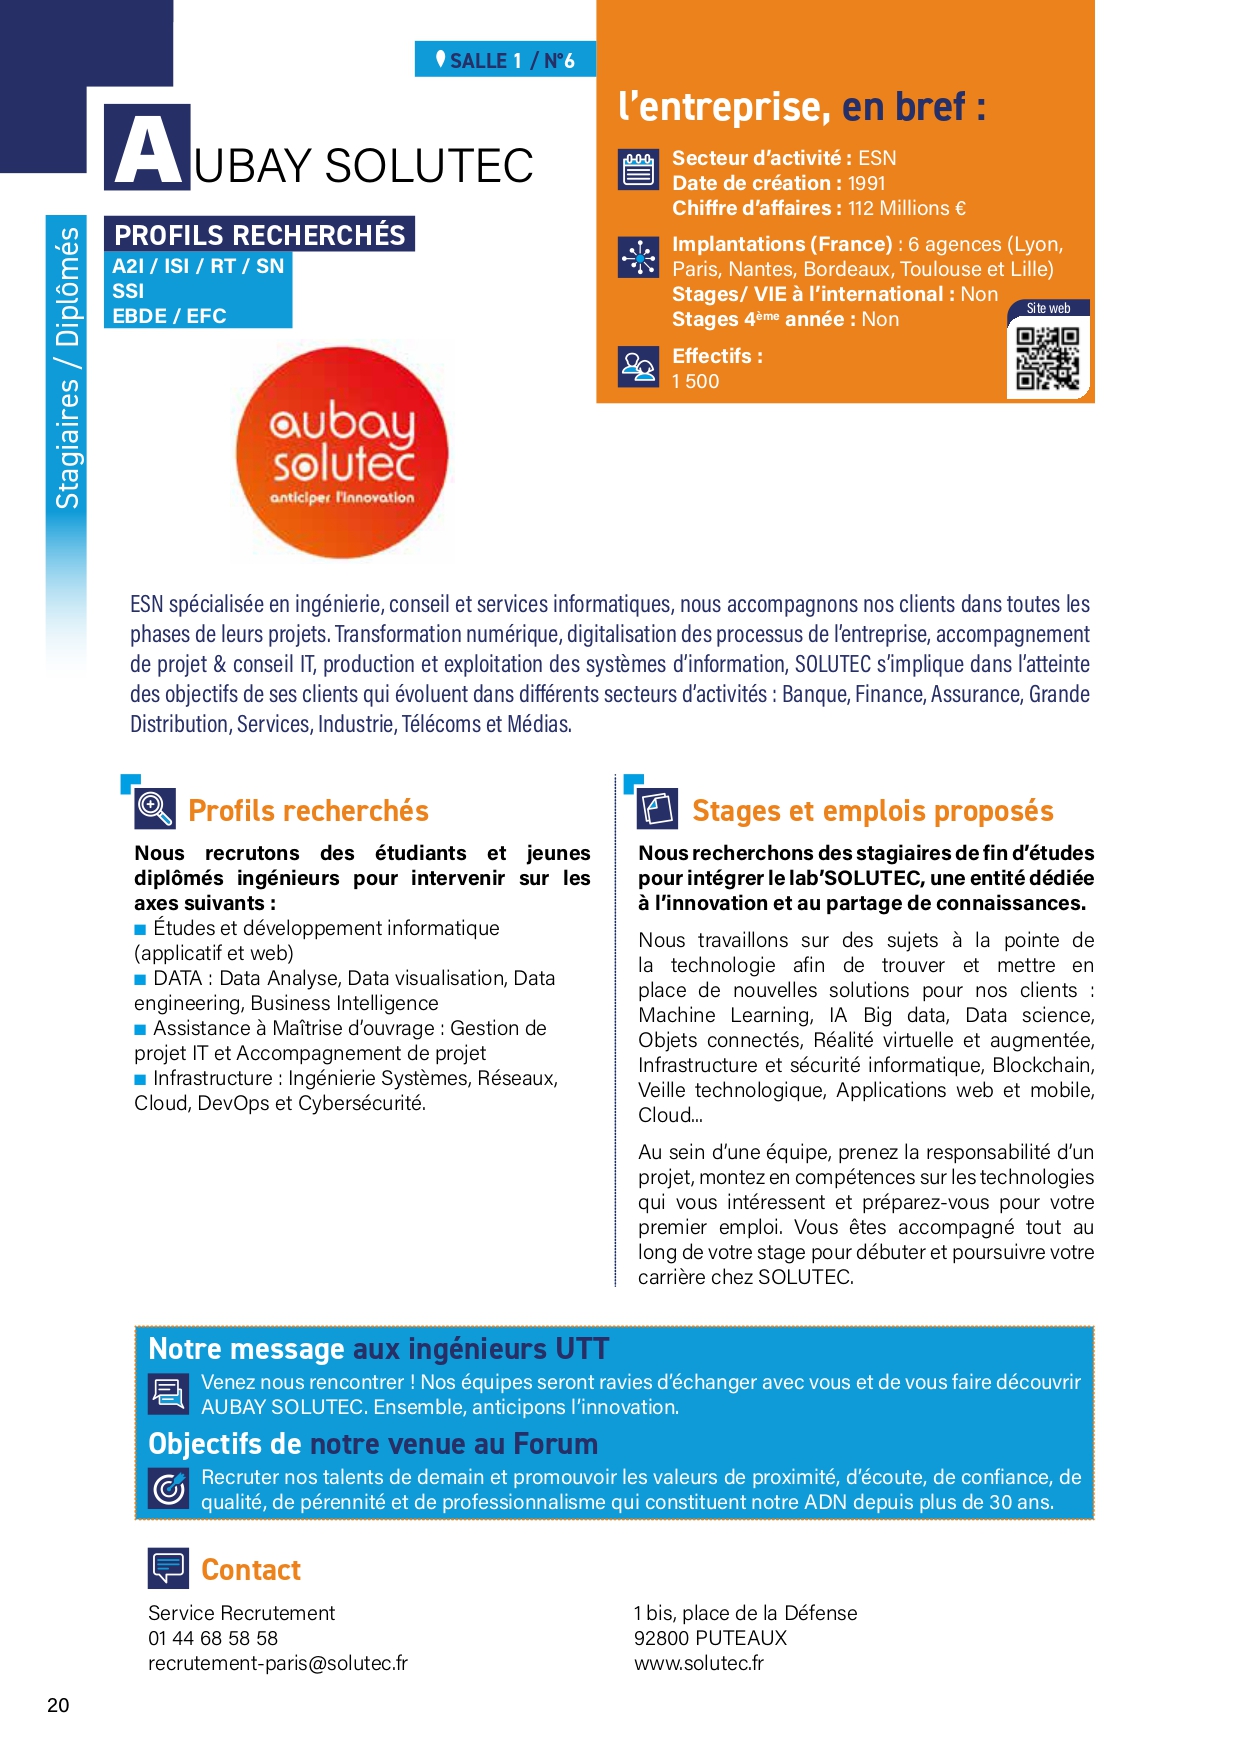 SALLE 1 / N°6
AUBAY SOLUTEC
PROFILS RECHERCHÉS
A2I / ISI / RT / SN
SSI
EBDE / EFC
Stagiaires / Diplômés
aubay
solutec
anticiper l'innovation
l'entreprise, en bref :
Secteur d'activité : ESN
Date de création : 1991
Chiffre d'affaires : 112 Millions €
Implantations (France) : 6 agences (Lyon,
Paris, Nantes, Bordeaux, Toulouse et Lille)
Stages/ VIE à l'international : Non
Stages 4ème année : Non
Site web
Effectifs :
1 500
ESN spécialisée en ingénierie, conseil et services informatiques, nous accompagnons nos clients dans toutes les
phases de leurs projets. Transformation numérique, digitalisation des processus de l'entreprise, accompagnement
de projet & conseil IT, production et exploitation des systèmes d'information, SOLUTEC s'implique dans l'atteinte
des objectifs de ses clients qui évoluent dans différents secteurs d'activités : Banque, Finance, Assurance, Grande
Distribution, Services, Industrie, Télécoms et Médias.
Profils recherchés
Nous recrutons des étudiants et jeunes
diplômés ingénieurs pour intervenir sur les
axes suivants :
■ Études et développement informatique
(applicatif et web)
■ DATA : Data Analyse, Data visualisation, Data
engineering, Business Intelligence
■ Assistance à Maîtrise d'ouvrage : Gestion de
projet IT et Accompagnement de projet
■ Infrastructure : Ingénierie Systèmes, Réseaux,
Cloud, DevOps et Cybersécurité.
Stages et emplois proposés
Nous recherchons des stagiaires de fin d'études
pour intégrer le lab'SOLUTEC, une entité dédiée
à l'innovation et au partage de connaissances.
Nous travaillons sur des sujets à la pointe de
la technologie afin de trouver et mettre en
place de nouvelles solutions pour nos clients :
Machine Learning, IA Big data, Data science,
Objets connectés, Réalité virtuelle et augmentée,
Infrastructure et sécurité informatique, Blockchain,
Veille technologique, Applications web et mobile,
Cloud...
Au sein d'une équipe, prenez la responsabilité d'un
projet, montez en compétences sur les technologies
qui vous intéressent et préparez-vous pour votre
premier emploi. Vous êtes accompagné tout au
long de votre stage pour débuter et poursuivre votre
carrière chez SOLUTEC.
Notre message aux ingénieurs UTT
Venez nous rencontrer ! Nos équipes seront ravies d'échanger avec vous et de vous faire découvrir
AUBAY SOLUTEC. Ensemble, anticipons l'innovation.
Objectifs de notre venue au Forum
Recruter nos talents de demain et promouvoir les valeurs de proximité, d'écoute, de confiance, de
qualité, de pérennité et de professionnalisme qui constituent notre ADN depuis plus de 30 ans.
Contact
Service Recrutement
01 44 68 58 58
recrutement-paris@solutec.fr
1 bis, place de la Défense
92800 PUTEAUX
www.solutec.fr
20